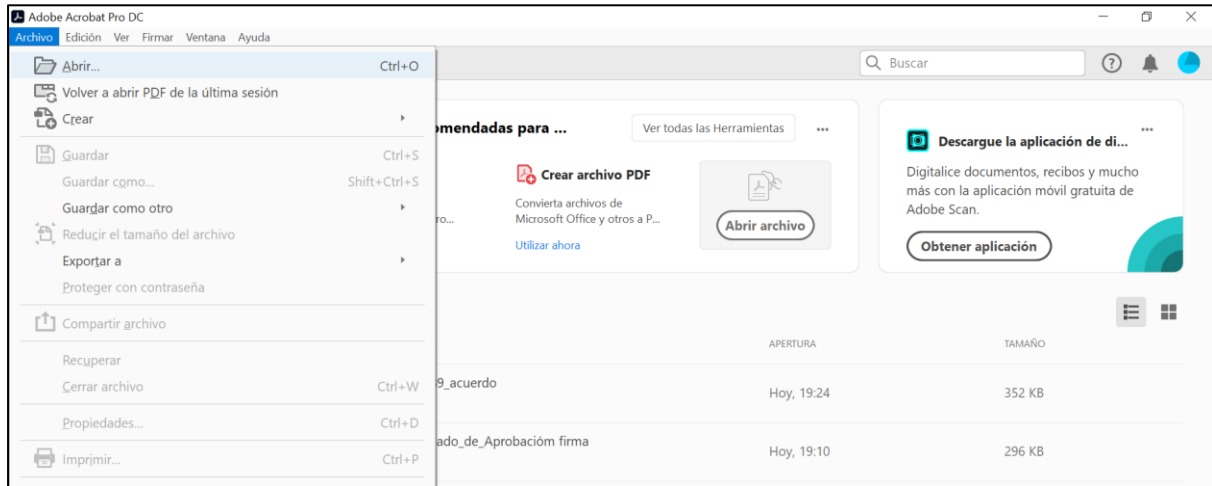 Adobe Acrobat Pro DC
Archivo Edición Ver Firmar Ventana Ayuda
Abrir... Ctrl+O
Buscar
Volver a abrir PDF de la última sesión
Crear
Guardar Ctrl+S
Guardar como... Shift+Ctrl+S
Guardar como otro
Reducir el tamaño del archivo
Exportar a
Proteger con contraseña
Compartir archivo
Recuperar
Cerrar archivo Ctrl+W
Propiedades... Ctrl+D
Imprimir... Ctrl+P
omendadas para ...
Ver todas las Herramientas
Crear archivo PDF
Convierta archivos de
ro... Microsoft Office y otros a P...
Utilizar ahora
Abrir archivo
Descargue la aplicación de di...
Digitalice documentos, recibos y mucho
más con la aplicación móvil gratuita de
Adobe Scan.
Obtener aplicación
APERTURA TAMAÑO
9_acuerdo Hoy, 19:24 352 KB
ado_de_Aprobacióm firma Hoy, 19:10 296 KB